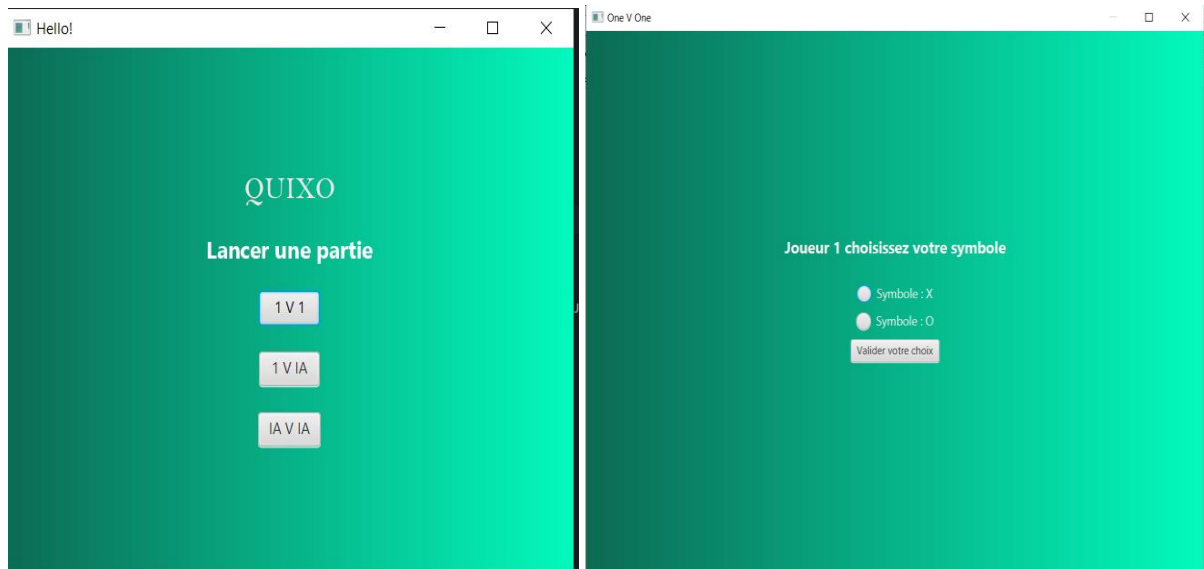 Hello!
QUIXO
Lancer une partie
1 V 1
1 V IA
IA V IA
One V One
Joueur 1 choisissez votre symbole
Symbole : X
Symbole : O
Valider votre choix